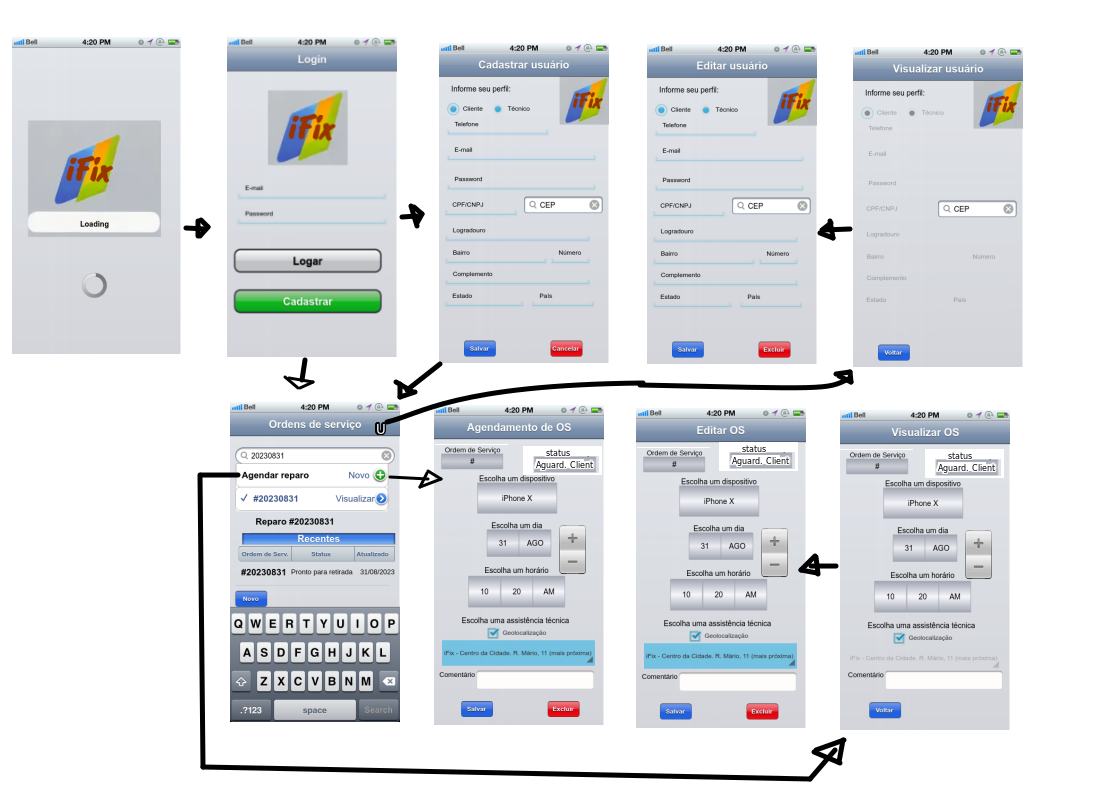 Bell 4:20 PM
iFix
Loading
Bell 4:20 PM
Login
iFix
E-mail
Password
Logar
Cadastrar
Bell 4:20 PM
Cadastrar usuário
Informe seu perfil:
iFix
Cliente Técnico
Telefone
E-mail
Password
CPF/CNPJ CEP
Logradouro
Bairro Número
Complemento
Estado País
Salvar Cancelar
Bell 4:20 PM
Editar usuário
Informe seu perfil:
iFix
Cliente Técnico
Telefone
E-mail
Password
CPF/CNPJ CEP
Logradouro
Bairro Número
Complemento
Estado País
Salvar Excluir
Bell 4:20 PM
Visualizar usuário
Informe seu perfil:
iFix
Cliente Técnico
Telefone
E-mail
Password
CPF/CNPJ CEP
Logradouro
Bairro Número
Complemento
Estado País
Voltar
Bell 4:20 PM
Ordens de serviço
20230831
Agendar reparo Novo
#20230831 Visualizar
Reparo #20230831
Recentes
Ordem de Serv. Status Atualizado
#20230831 Pronto para retirada 31/08/2023
Novo
Q W E R T Y U I O P
A S D F G H J K L
Z X C V B N M
.?123 space Search
Bell 4:20 PM
Agendamento de OS
Ordem de Serviço status
# Aguard._Client
Escolha um dispositivo
iPhone X
Escolha um dia
31 AGO + −
Escolha um horário
10 20 AM
Escolha uma assistência técnica
Geolocalização
iFix - Centro da Cidade. R. Mário, 11 (mais próxima)
Comentário
Salvar Excluir
Bell 4:20 PM
Editar OS
Ordem de Serviço status
# Aguard._Client
Escolha um dispositivo
iPhone X
Escolha um dia
31 AGO + −
Escolha um horário
10 20 AM
Escolha uma assistência técnica
Geolocalização
iFix - Centro da Cidade. R. Mário, 11 (mais próxima)
Comentário
Salvar Excluir
Bell 4:20 PM
Visualizar OS
Ordem de Serviço status
# Aguard._Client
Escolha um dispositivo
iPhone X
Escolha um dia
31 AGO + −
Escolha um horário
10 20 AM
Escolha uma assistência técnica
Geolocalização
iFix - Centro da Cidade. R. Mário, 11 (mais próxima)
Comentário
Voltar